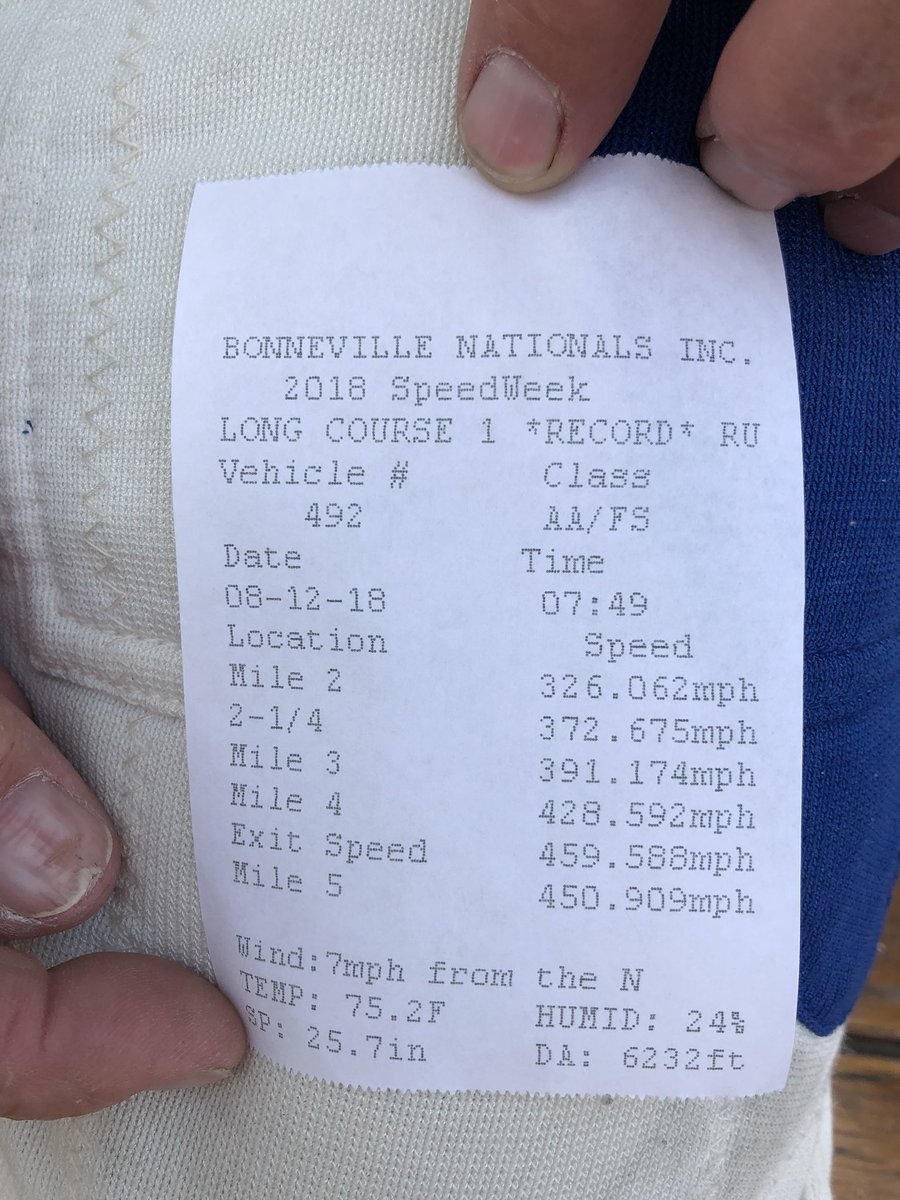 BONNEVILLE NATIONALS INC.
2018 SpeedWeek
LONG COURSE 1 *RECORD* RU
Vehicle # Class
492 AA/FS
Date Time
08-12-18 07:49
Location Speed
Mile 2 326.062mph
2-1/4 372.675mph
Mile 3 391.174mph
Mile 4 428.592mph
Exit Speed 459.588mph
Mile 5 450.909mph
Wind:7mph from the N
TEMP: 75.2F HUMID: 24%
SP: 25.7in DA: 6232ft